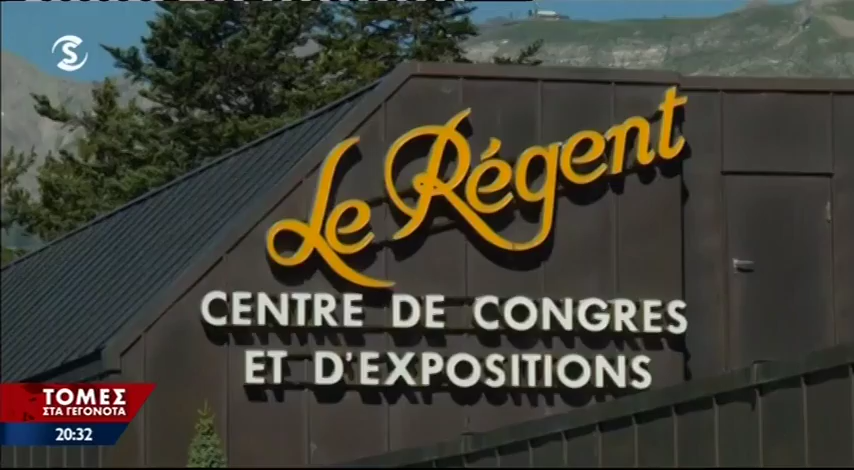 S
Le Régent
CENTRE DE CONGRES
ET D'EXPOSITIONS
ΤΟΜΕΣ
ΣΤΑ ΓΕΓΟΝΟΤΑ
20:32